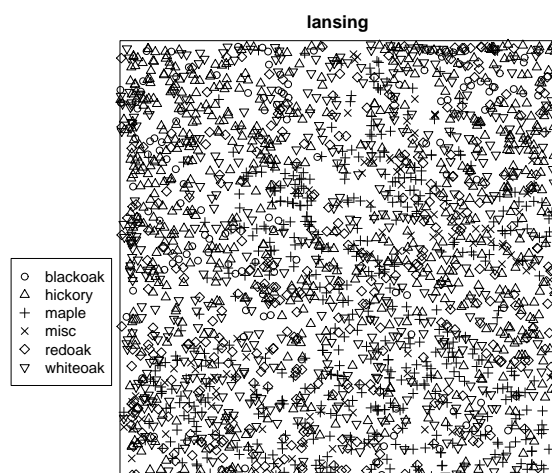 lansing
blackoak
hickory
maple
misc
redoak
whiteoak